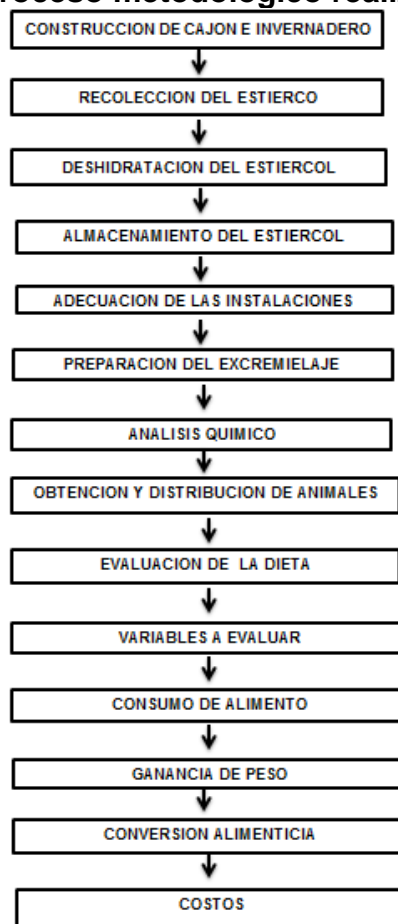 CONSTRUCCION DE CAJON E INVERNADERO
RECOLECCION DEL ESTIERCO
DESHIDRATACION DEL ESTIERCOL
ALMACENAMIENTO DEL ESTIERCOL
ADECUACION DE LAS INSTALACIONES
PREPARACION DEL EXCREMIELAJE
ANALISIS QUIMICO
OBTENCION Y DISTRIBUCION DE ANIMALES
EVALUACION DE LA DIETA
VARIABLES A EVALUAR
CONSUMO DE ALIMENTO
GANANCIA DE PESO
CONVERSION ALIMENTICIA
COSTOS